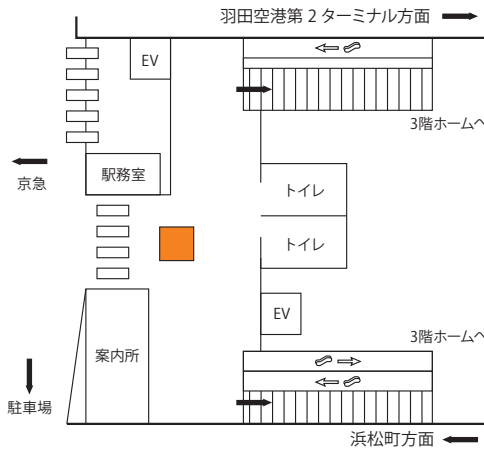 羽田空港第２ターミナル方面
EV
3階ホームへ
駅務室
京急
トイレ
トイレ
EV
3階ホームへ
案内所
駐車場
浜松町方面